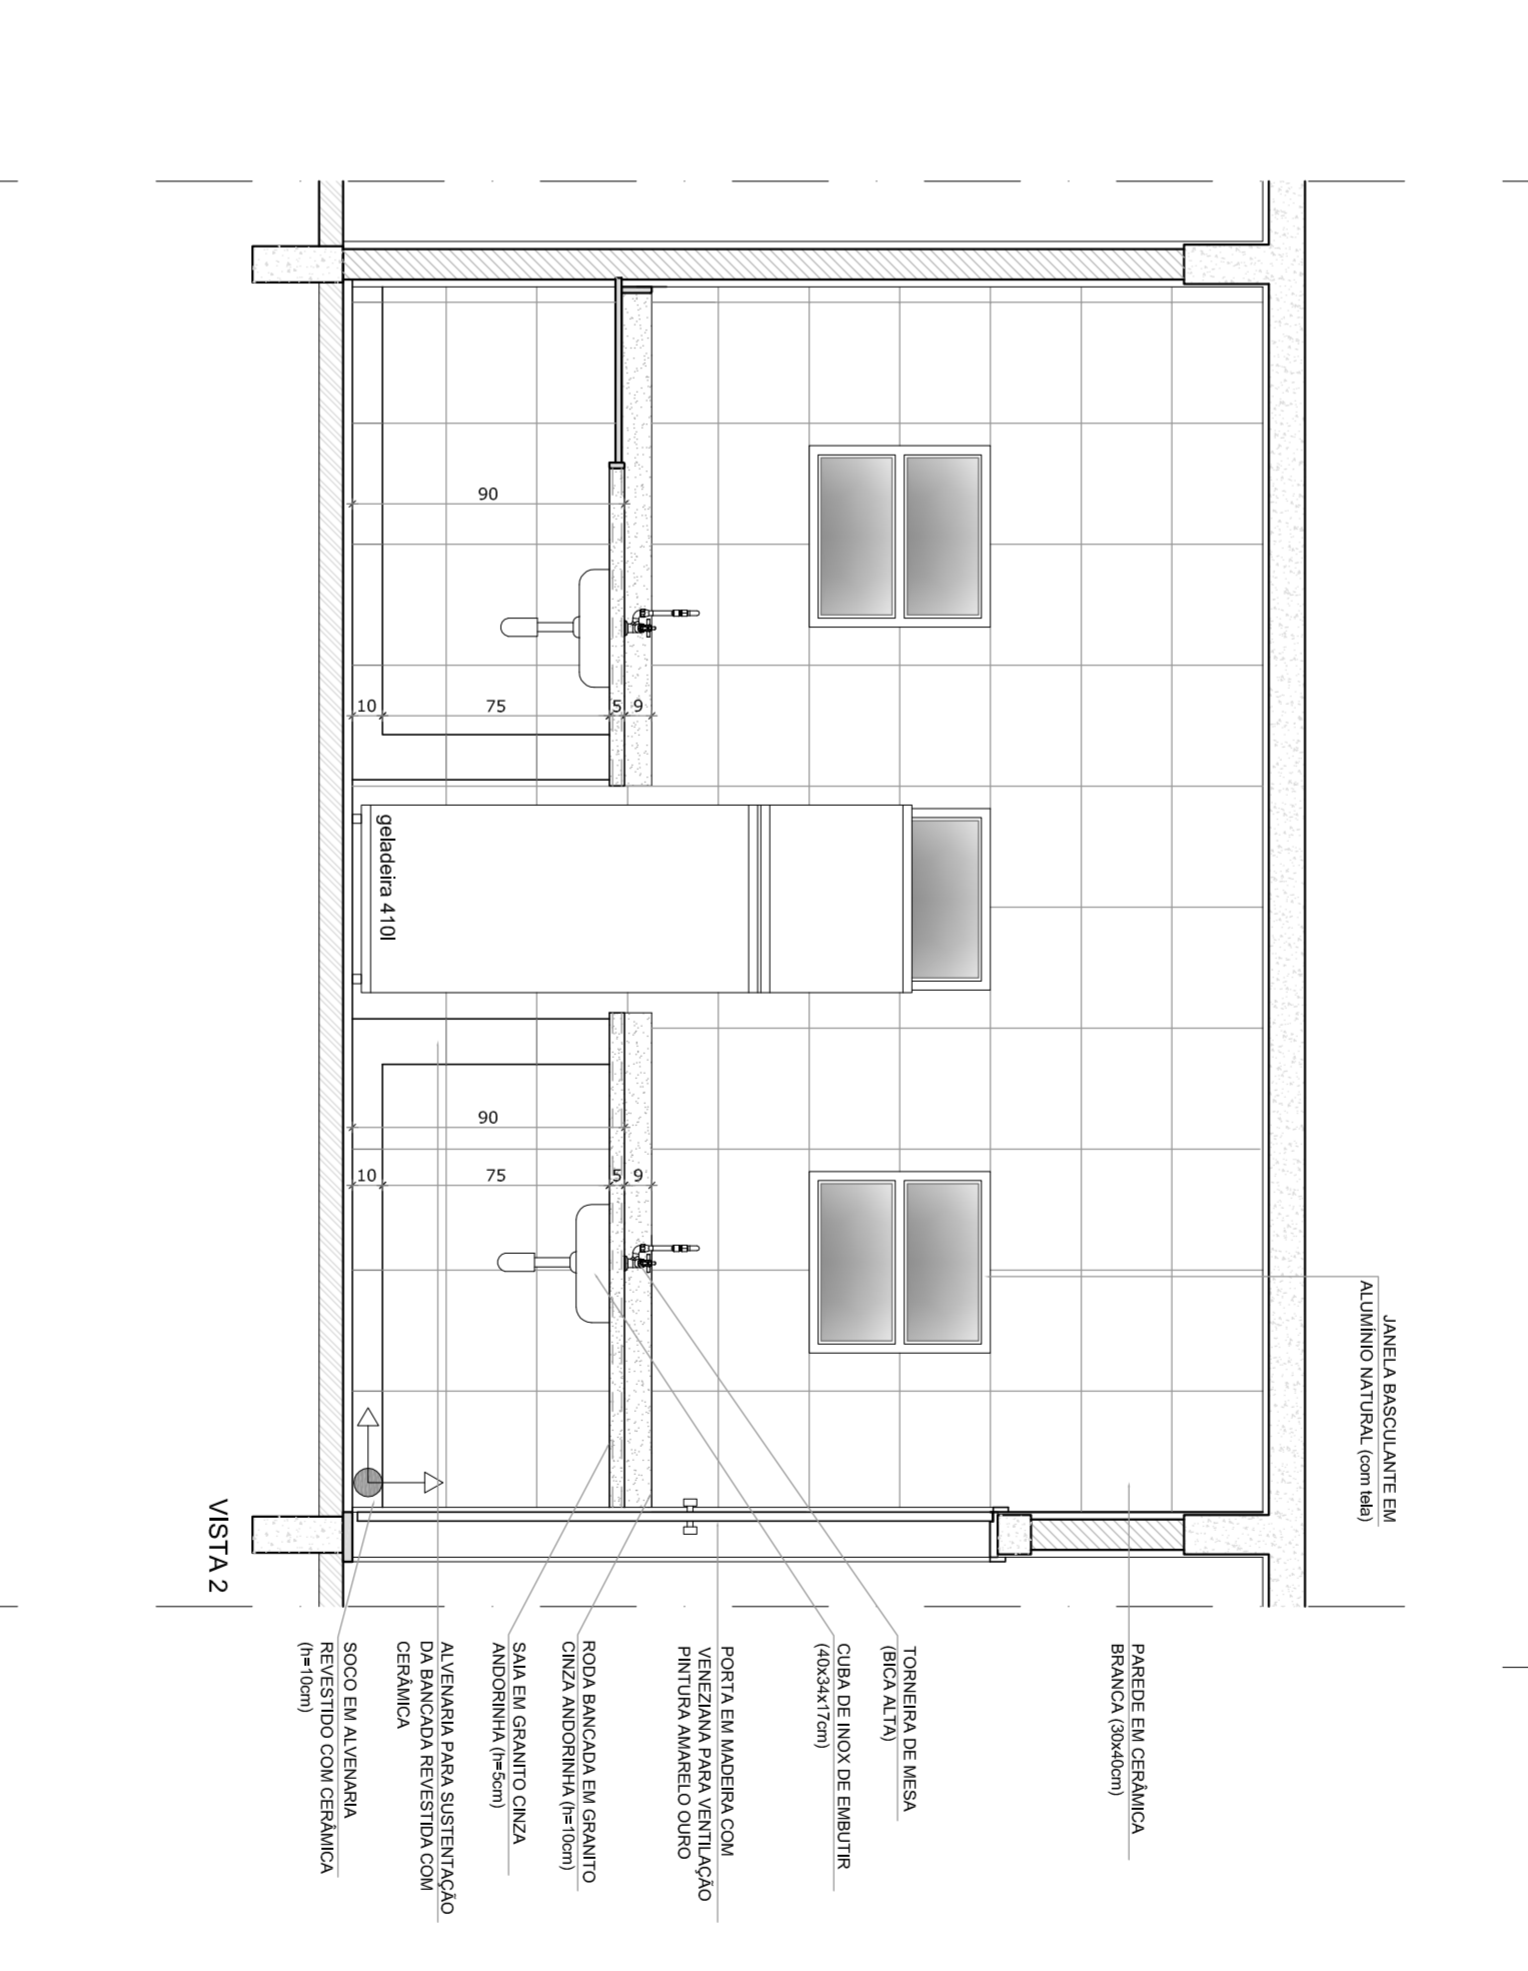 JANELA BASCULANTE EM
ALUMÍNIO NATURAL (com tela)
PAREDE EM CERÂMICA
BRANCA (30x40cm)
TORNEIRA DE MESA
(BICA ALTA)
CUBA DE INOX DE EMBUTIR
(40x34x17cm)
PORTA EM MADEIRA COM
VENEZIANA PARA VENTILAÇÃO
PINTURA AMARELO OURO
RODA BANCADA EM GRANITO
CINZA ANDORINHA (h=10cm)
SAIA EM GRANITO CINZA
ANDORINHA (h=5cm)
ALVENARIA PARA SUSTENTAÇÃO
DA BANCADA REVESTIDA COM
CERÂMICA
SOCO EM ALVENARIA
REVESTIDO COM CERÂMICA
(h=10cm)
90
10
75
5
9
geladeira 410l
90
10
75
5
9
VISTA 2